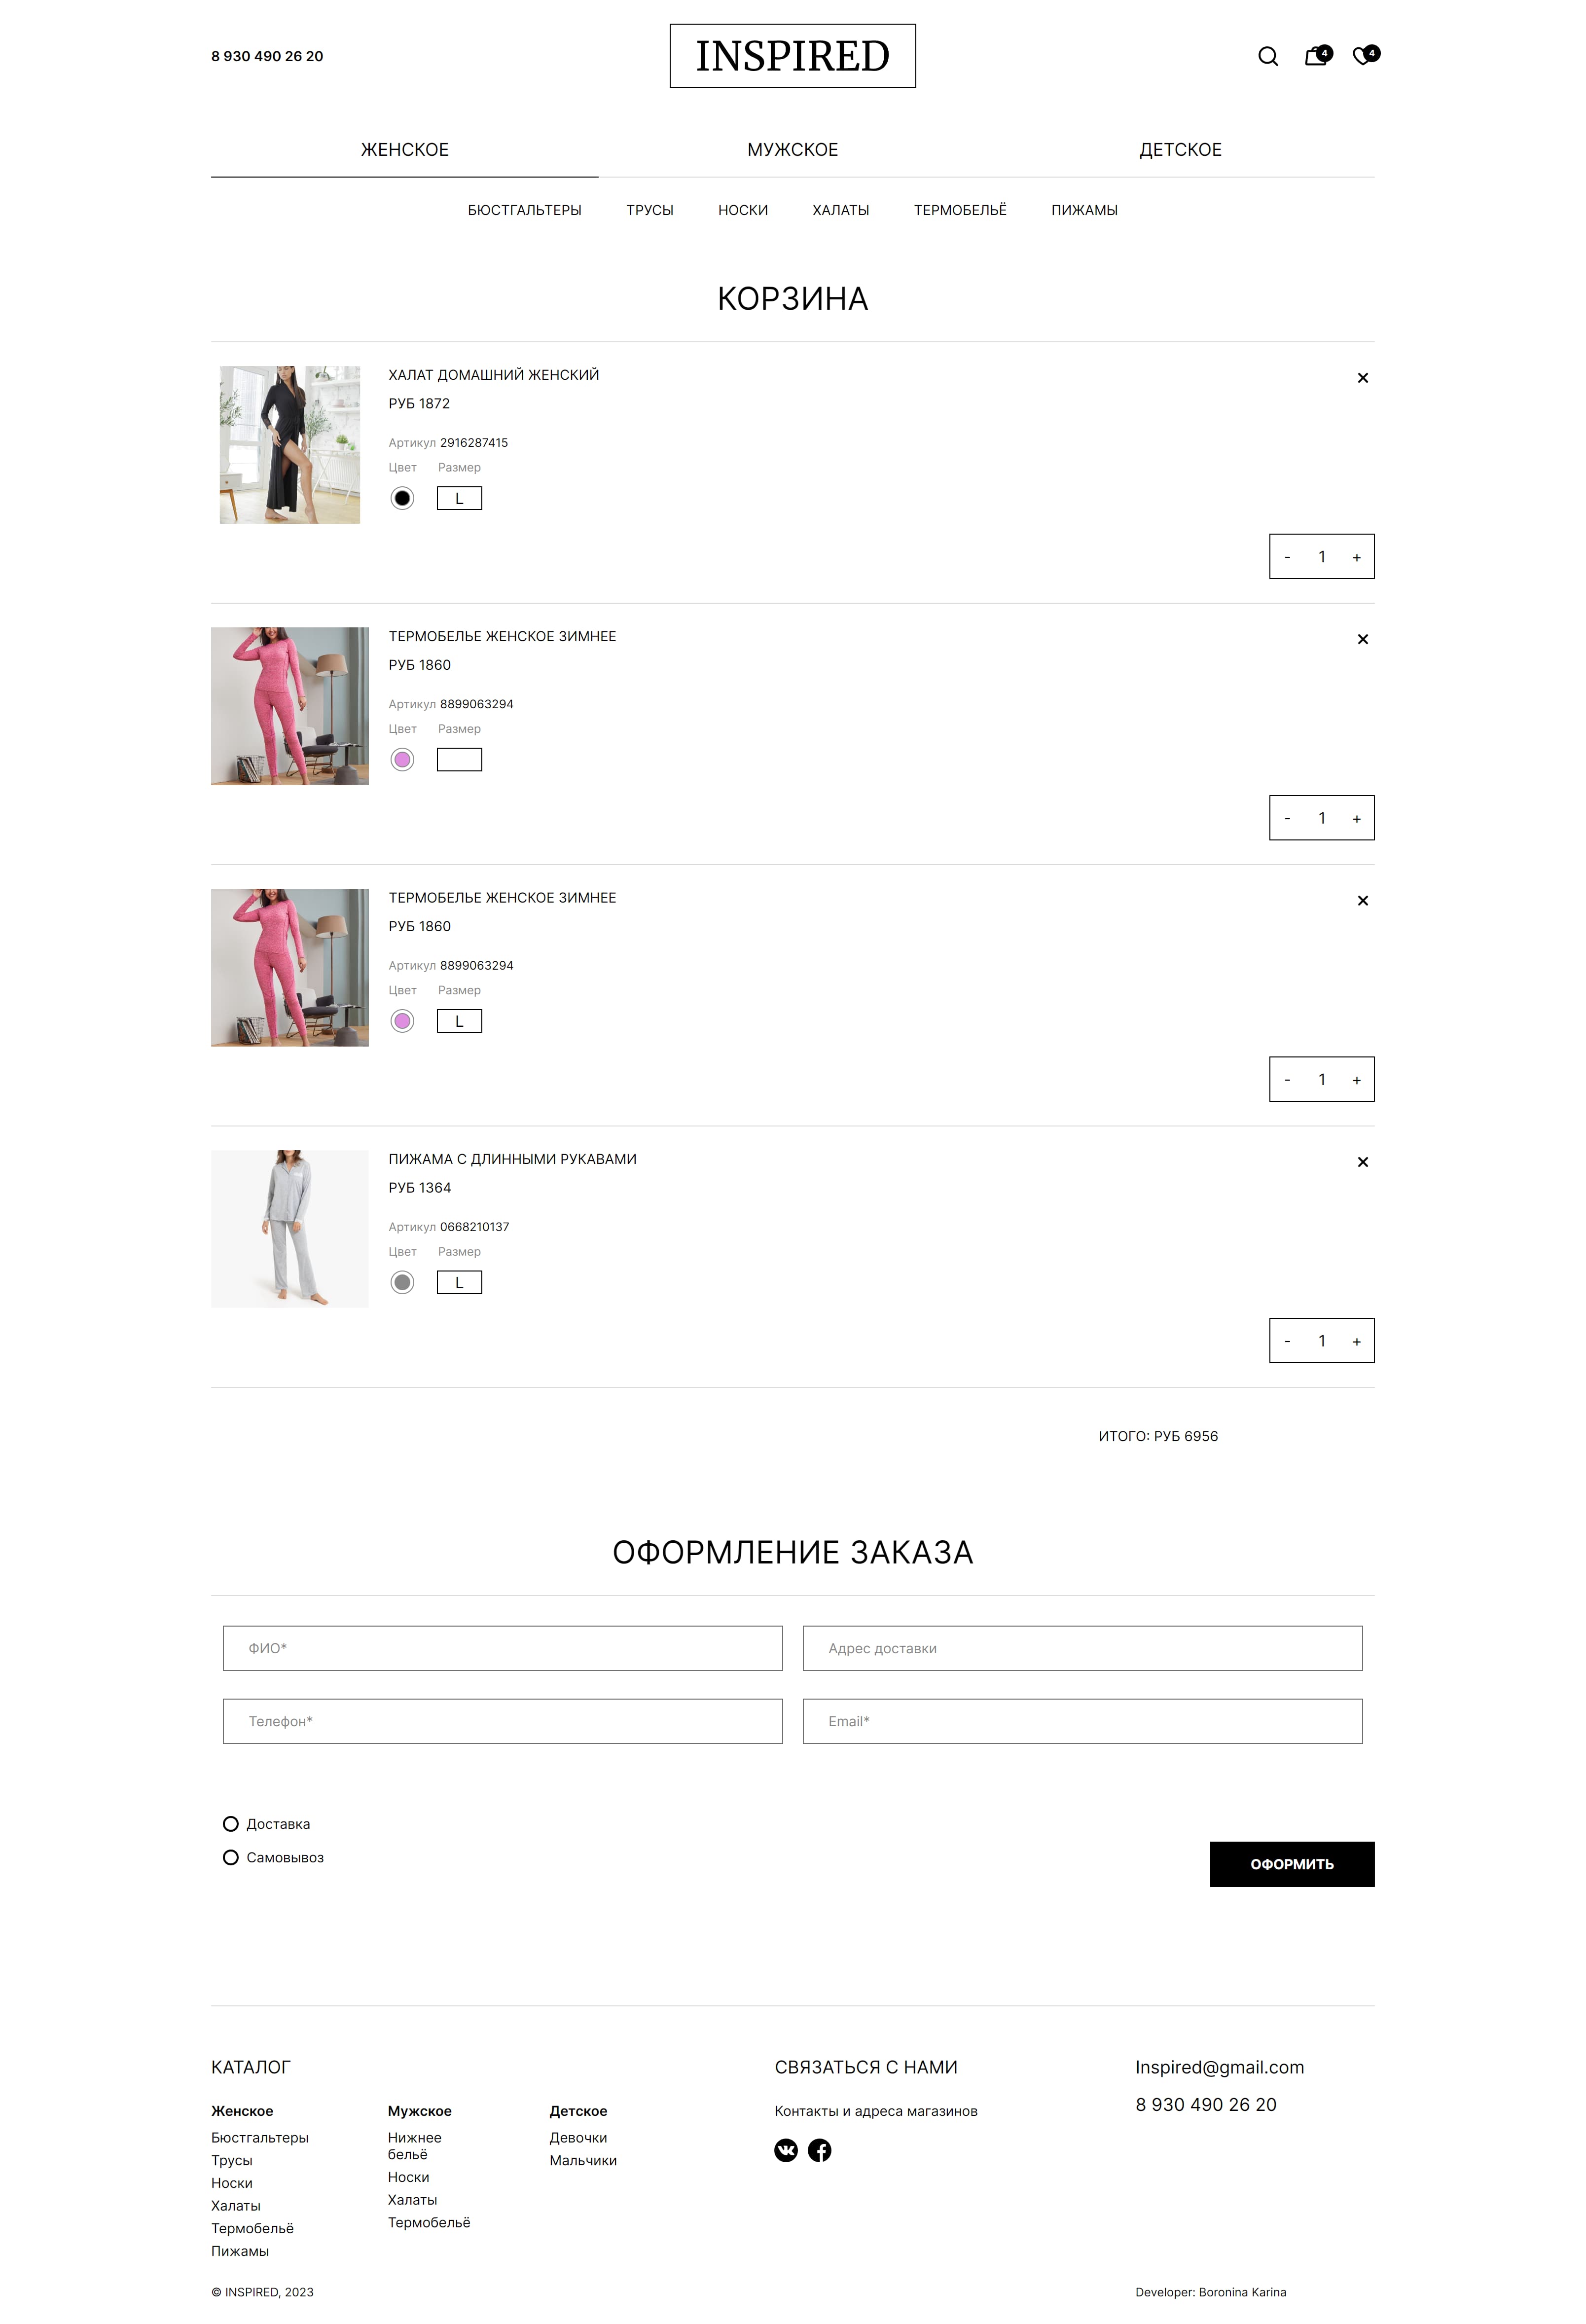 8 930 490 26 20
INSPIRED
4
4
ЖЕНСКОЕ
МУЖСКОЕ
ДЕТСКОЕ
БЮСТГАЛЬТЕРЫ
ТРУСЫ
НОСКИ
ХАЛАТЫ
ТЕРМОБЕЛЬЁ
ПИЖАМЫ
КОРЗИНА
ХАЛАТ ДОМАШНИЙ ЖЕНСКИЙ
РУБ 1872
Артикул 2916287415
Цвет Размер
L
- 1 +
ТЕРМОБЕЛЬЕ ЖЕНСКОЕ ЗИМНЕЕ
РУБ 1860
Артикул 8899063294
Цвет Размер
- 1 +
ТЕРМОБЕЛЬЕ ЖЕНСКОЕ ЗИМНЕЕ
РУБ 1860
Артикул 8899063294
Цвет Размер
L
- 1 +
ПИЖАМА С ДЛИННЫМИ РУКАВАМИ
РУБ 1364
Артикул 0668210137
Цвет Размер
L
- 1 +
ИТОГО: РУБ 6956
ОФОРМЛЕНИЕ ЗАКАЗА
ФИО*
Адрес доставки
Телефон*
Email*
Доставка
Самовывоз
ОФОРМИТЬ
КАТАЛОГ
Женское
Бюстгальтеры
Трусы
Носки
Халаты
Термобельё
Пижамы
Мужское
Нижнее
бельё
Носки
Халаты
Термобельё
Детское
Девочки
Мальчики
СВЯЗАТЬСЯ С НАМИ
Контакты и адреса магазинов
Inspired@gmail.com
8 930 490 26 20
© INSPIRED, 2023
Developer: Boronina Karina